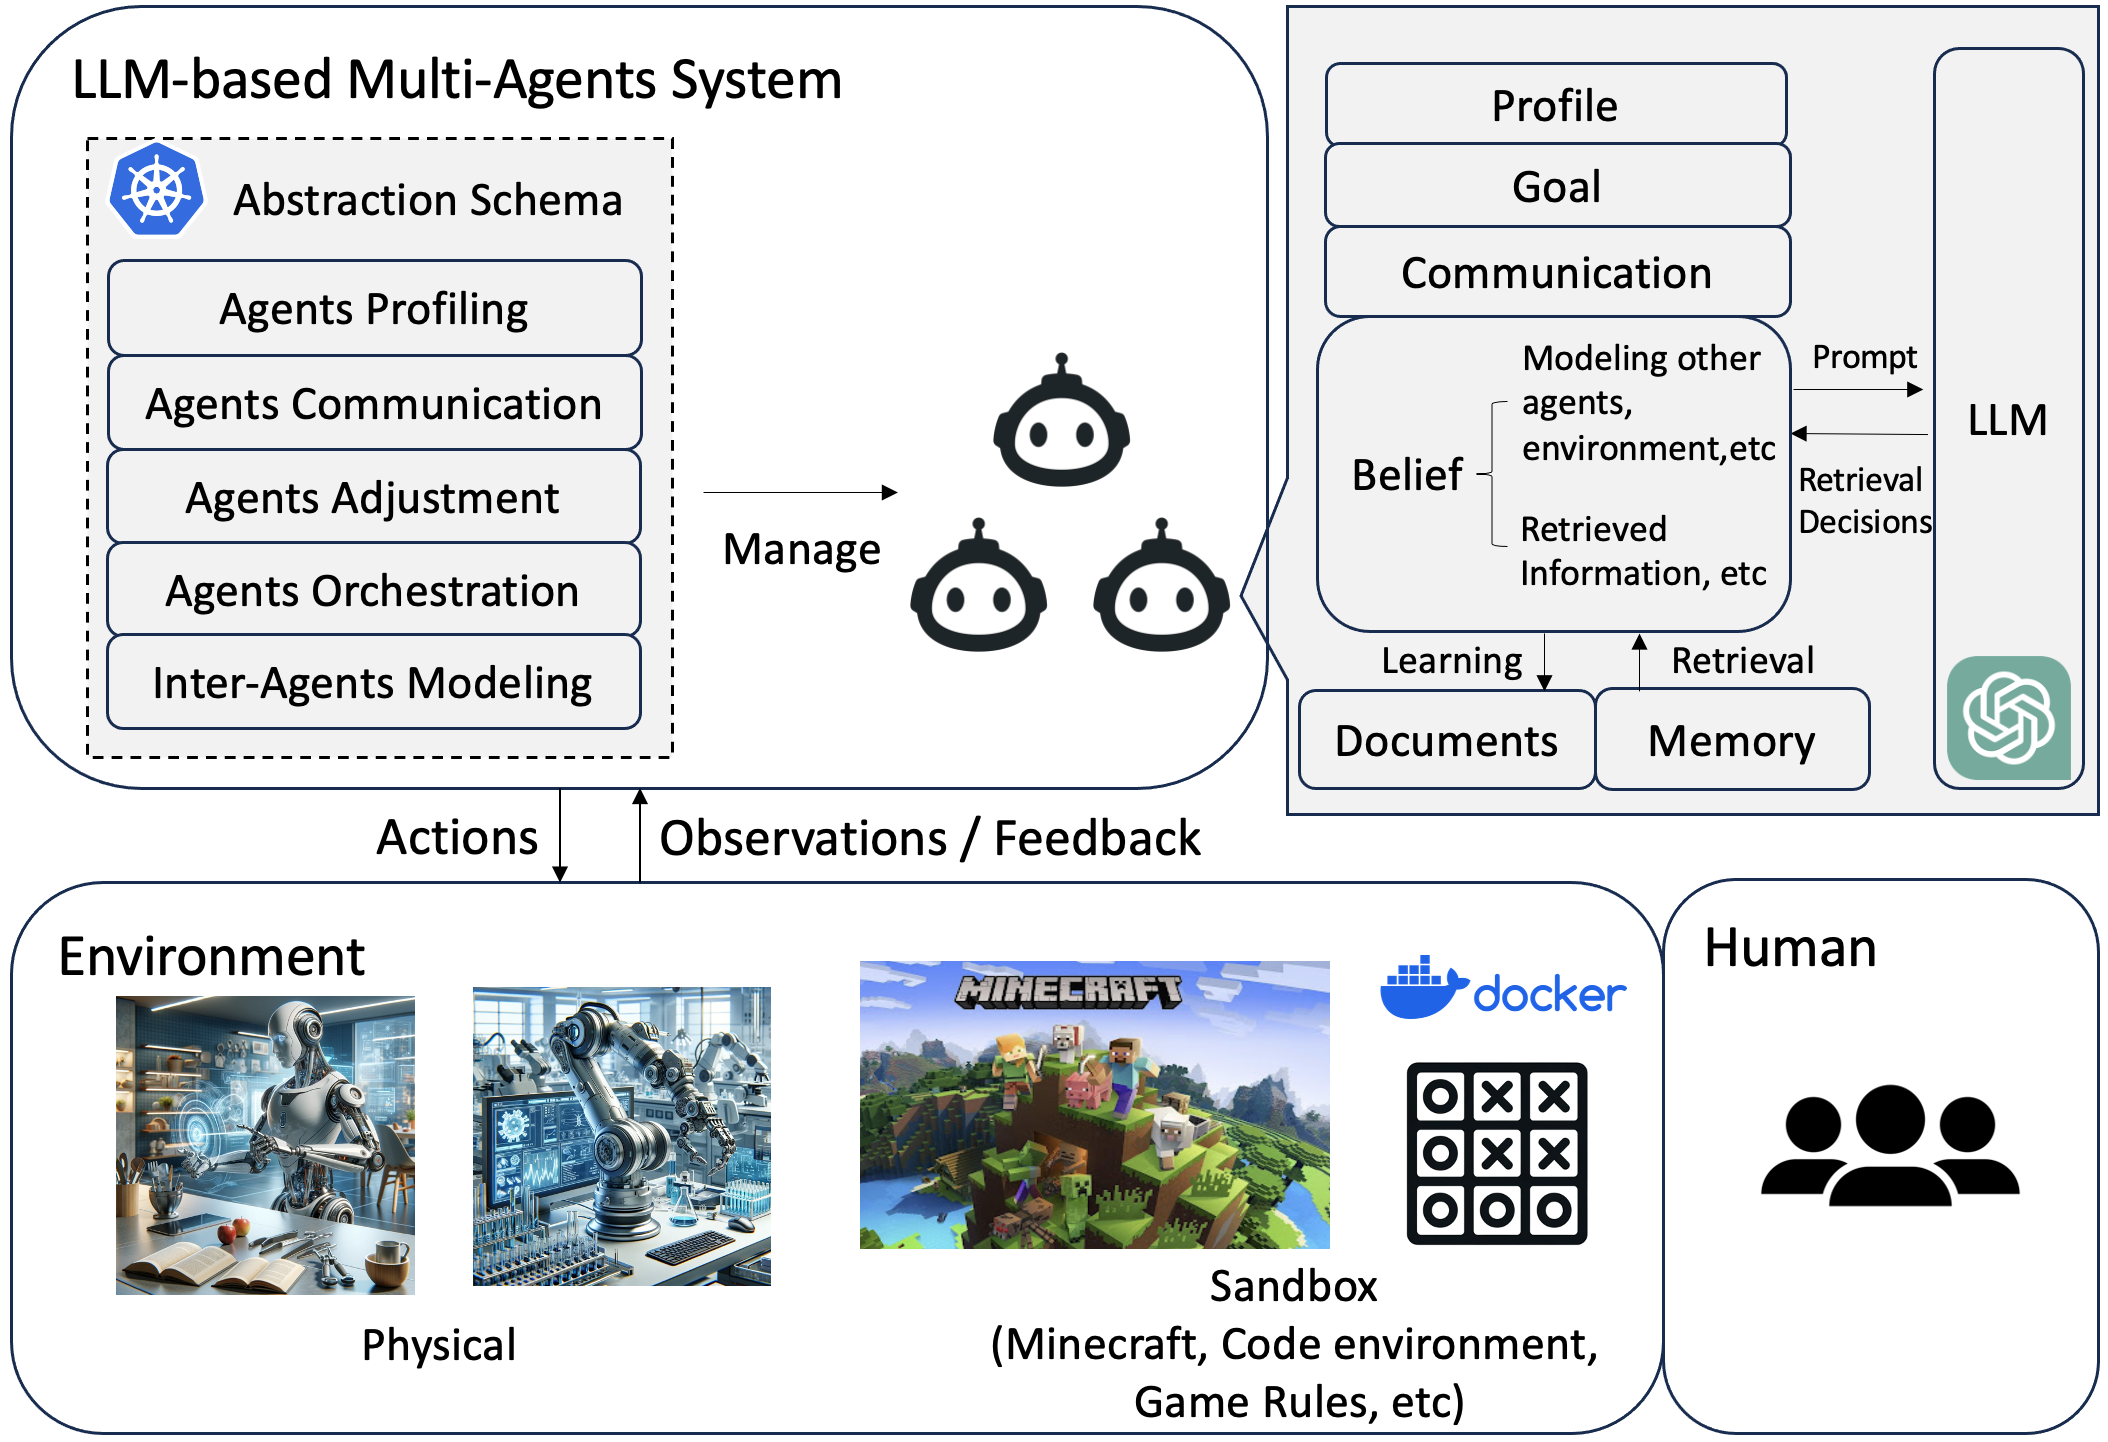 LLM-based Multi-Agents System
Abstraction Schema
Agents Profiling
Agents Communication
Agents Adjustment
Agents Orchestration
Inter-Agents Modeling
Manage
Profile
Goal
Communication
Belief
Modeling other
agents,
environment,etc
Retrieved
Information, etc
Prompt
Retrieval
Decisions
LLM
Learning
Retrieval
Documents
Memory
Actions
Observations / Feedback
Environment
Physical
MINECRAFT
docker
O X X
O X X
O O O
Sandbox
(Minecraft, Code environment,
Game Rules, etc)
Human